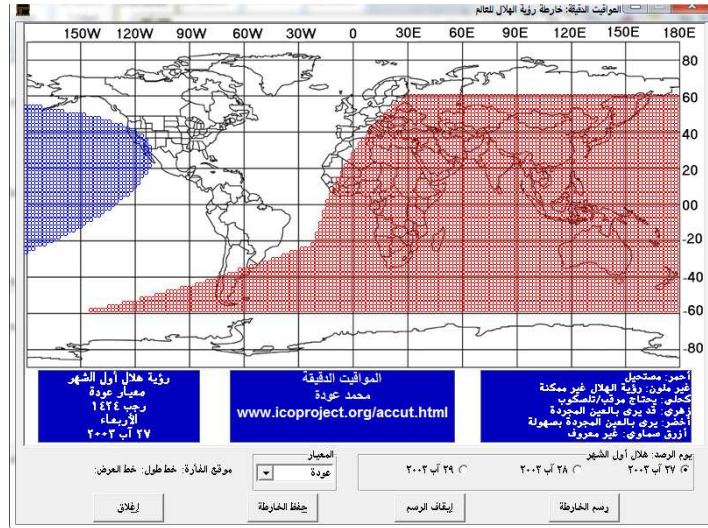 المواقيت الدقيقة: خارطة رؤية الهلال للعالم
150W 120W 90W 60W 30W 0 30E 60E 90E 120E 150E 180E
80
60
40
20
00
-20
-40
-60
-80
رؤية هلال أول الشهر
معيار عودة
رجب ١٤٢٤
الأربعاء
٢٧ آب ٢٠٠٣
المواقيت الدقيقة
محمد عودة
www.icoproject.org/accut.html
أحمر: مستحيل
غير ملون: رؤية الهلال غير ممكنة
كحلي: يحتاج مرقب/تلسكوب
زهري: قد يرى بالعين المجردة
أخضر: يرى بالعين المجردة بسهولة
أزرق سماوي: غير معروف
يوم الرصد: هلال أول الشهر
٢٧ آب ٢٠٠٣
٢٨ آب ٢٠٠٣
٢٩ آب ٢٠٠٣
المعيار
عودة
موقع الفأرة: خط طول: خط العرض:
رسم الخارطة
إيقاف الرسم
حفظ الخارطة
إغلاق